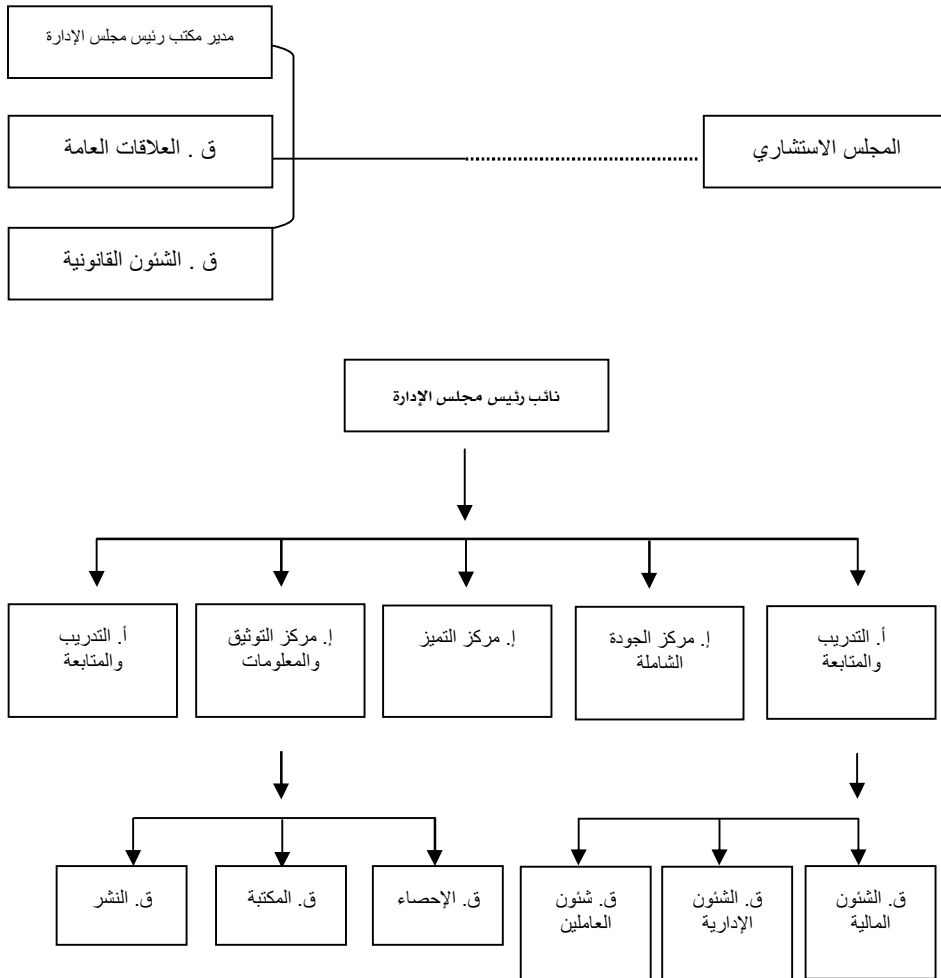 مدير مكتب رئيس مجلس الإدارة
المجلس الاستشاري
ق . العلاقات العامة
ق . الشئون القانونية
نائب رئيس مجلس الإدارة
أ. التدريب
والمتابعة
إ. مركز الجودة
الشاملة
إ. مركز التميز
إ. مركز التوثيق
والمعلومات
أ. التدريب
والمتابعة
ق. الشئون
المالية
ق. الشئون
الإدارية
ق. شئون
العاملين
ق. الإحصاء
ق. المكتبة
ق. النشر